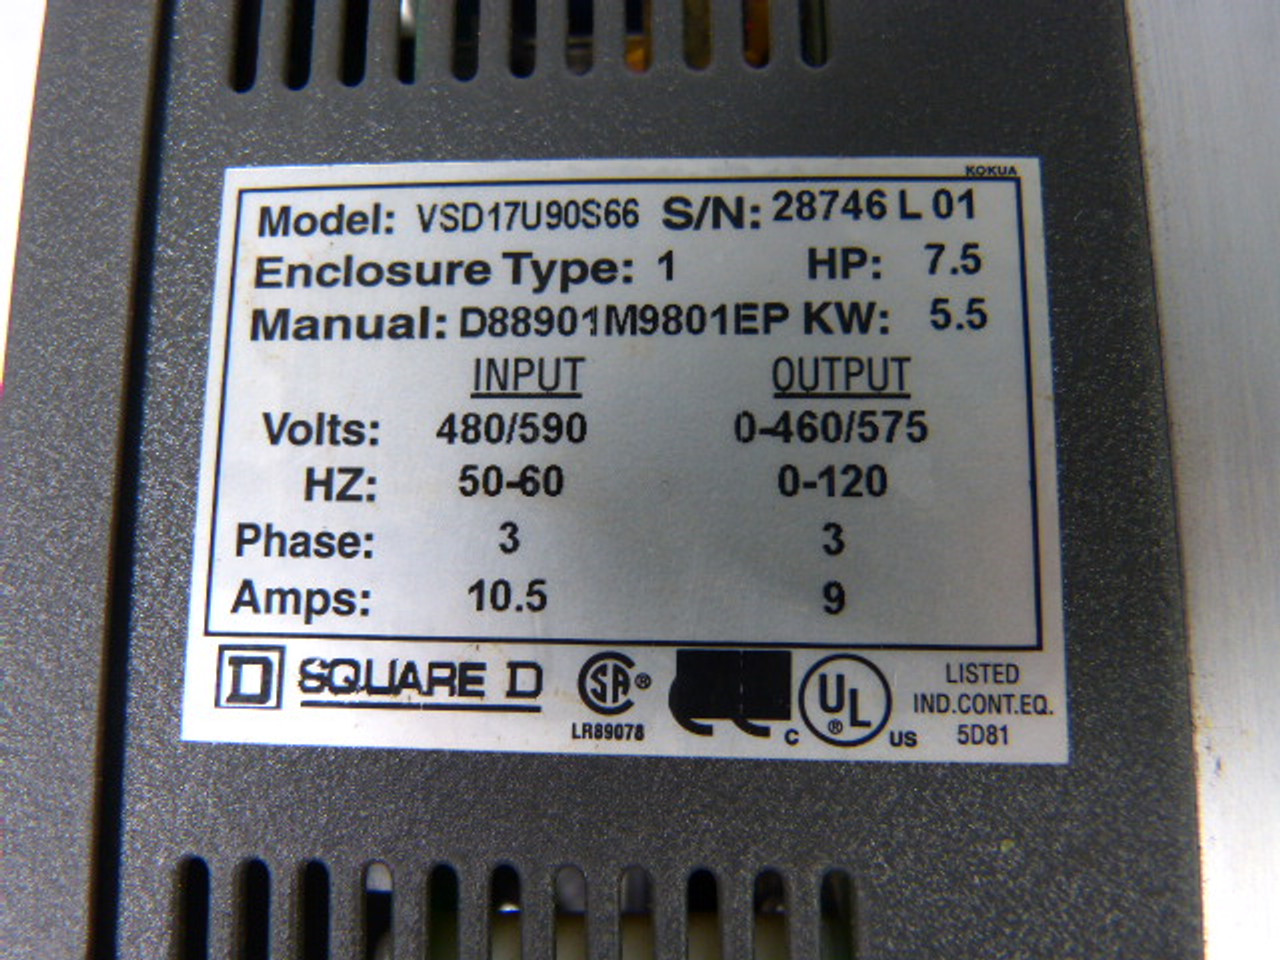 KOKUA
Model: VSD17U90S66 S/N: 28746 L 01
Enclosure Type: 1 HP: 7.5
Manual: D88901M9801EP KW: 5.5
INPUT OUTPUT
Volts: 480/590 0-460/575
HZ: 50-60 0-120
Phase: 3 3
Amps: 10.5 9
D SQUARE D
SA®
LR89078
C UL® US
LISTED
IND.CONT.EQ.
5D81